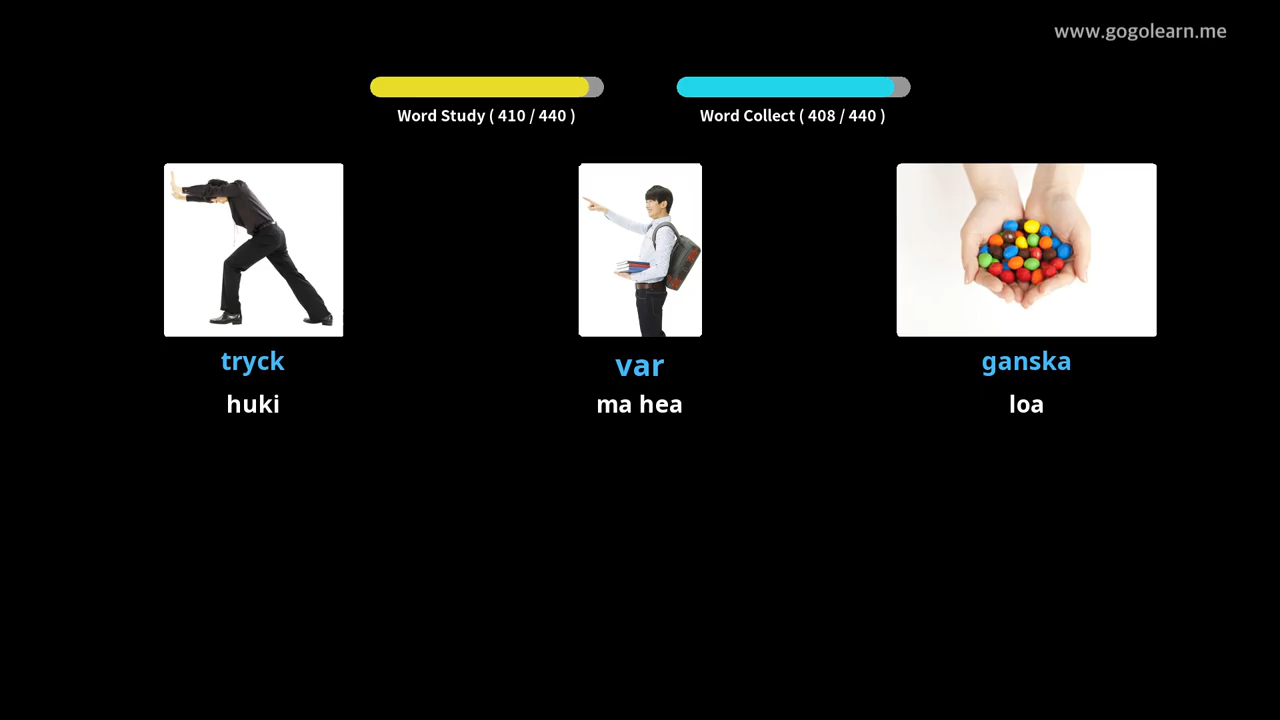 www.gogolearn.me
Word Study ( 410 / 440 )
Word Collect ( 408 / 440 )
tryck
var
ganska
huki
ma hea
loa